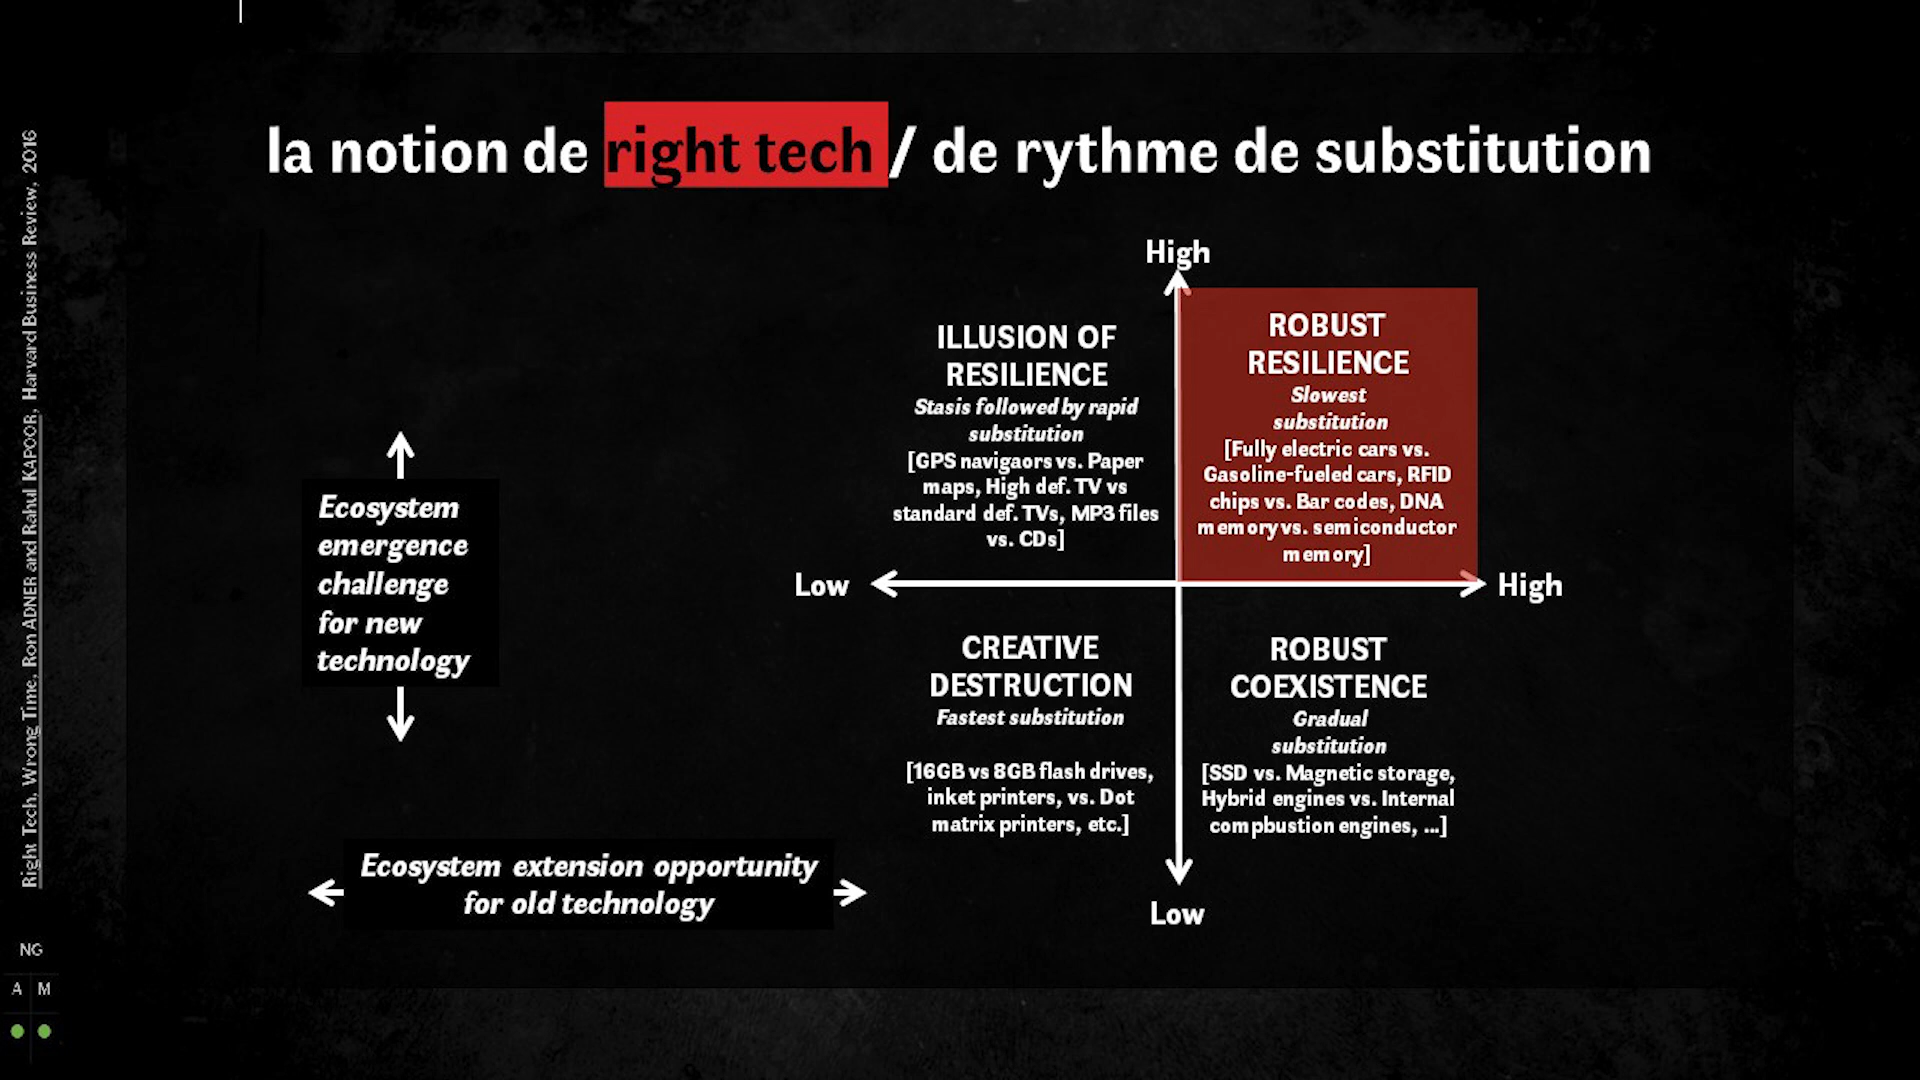 la notion de right tech / de rythme de substitution
High
ILLUSION OF
RESILIENCE
Stasis followed by rapid
substitution
[GPS navigaors vs. Paper
maps, High def. TV vs
standard def. TVs, MP3 files
vs. CDs]
ROBUST
RESILIENCE
Slowest
substitution
[Fully electric cars vs.
Gasoline-fueled cars, RFID
chips vs. Bar codes, DNA
memory vs. semiconductor
memory]
Low
High
Ecosystem
emergence
challenge
for new
technology
CREATIVE
DESTRUCTION
Fastest substitution
[16GB vs 8GB flash drives,
inket printers, vs. Dot
matrix printers, etc.]
ROBUST
COEXISTENCE
Gradual
substitution
[SSD vs. Magnetic storage,
Hybrid engines vs. Internal
compbustion engines, ...]
Low
Ecosystem extension opportunity
for old technology
Right Tech, Wrong Time, Ron ADNER and Rahul KAPOOR, Harvard Business Review, 2016
NG
A M